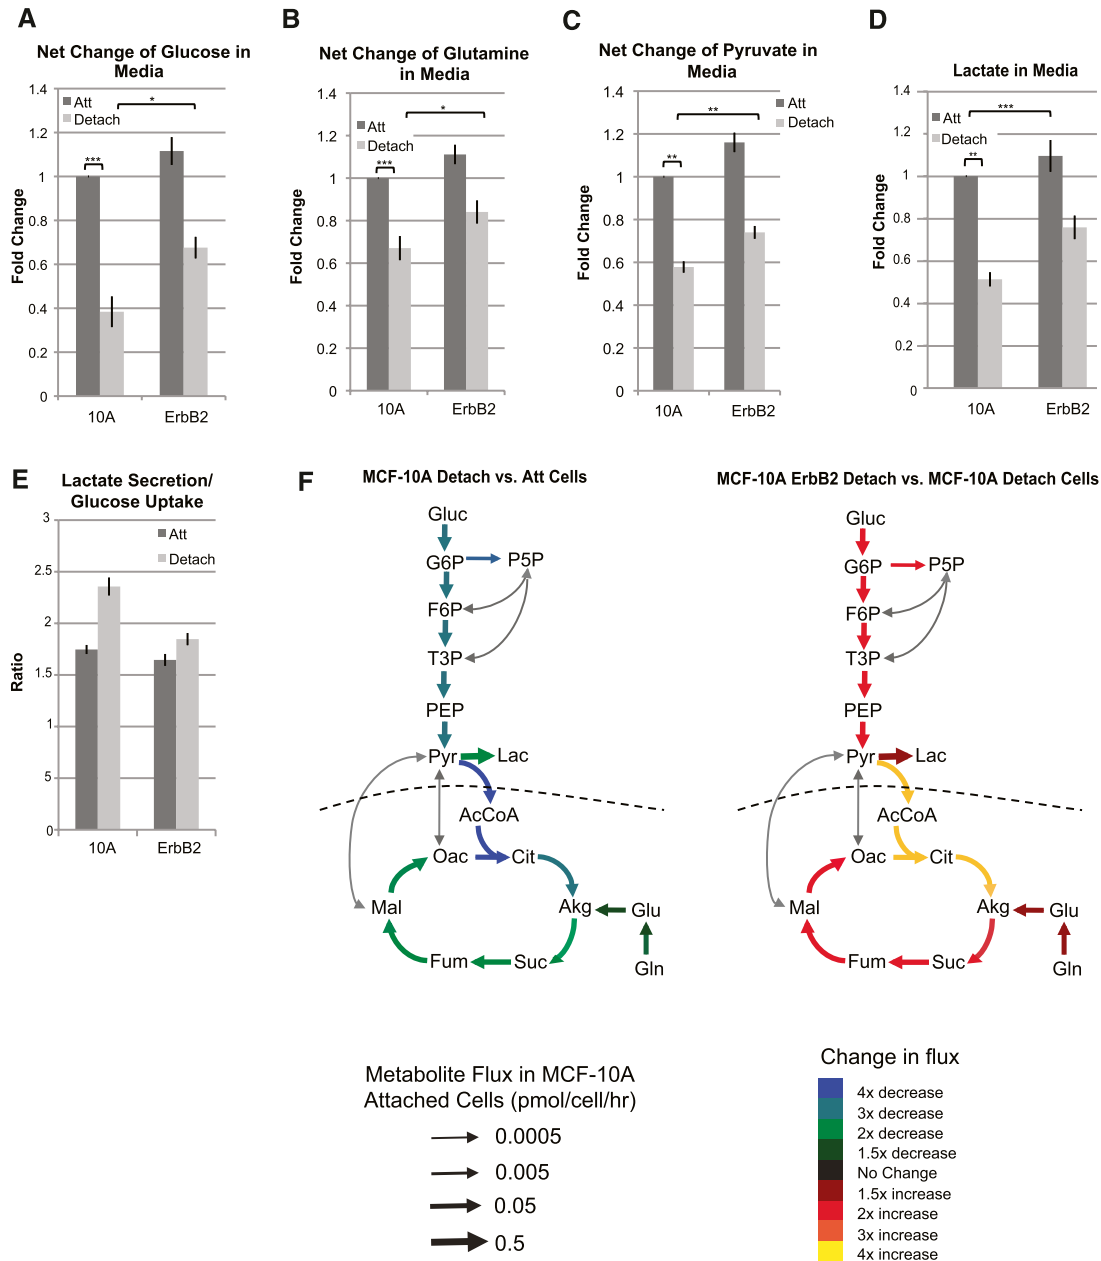 A
Net Change of Glucose in
Media
1.4
1.2
1
0.8
0.6
0.4
0.2
0
Fold Change
Att
Detach
***
*
10A
ErbB2
B
Net Change of Glutamine
in Media
1.4
1.2
1
0.8
0.6
0.4
0.2
0
Fold Change
Att
Detach
***
*
10A
ErbB2
C
Net Change of Pyruvate in
Media
1.4
1.2
1
0.8
0.6
0.4
0.2
0
Fold Change
Att
Detach
**
**
10A
ErbB2
D
Lactate in Media
1.4
1.2
1
0.8
0.6
0.4
0.2
0
Fold Change
Att
Detach
**
***
10A
ErbB2
E
Lactate Secretion/
Glucose Uptake
3
2.5
2
1.5
1
5
0
Ratio
Att
Detach
10A
ErbB2
F
MCF-10A Detach vs. Att Cells
Gluc
G6P
P5P
F6P
T3P
PEP
Pyr
Lac
AcCoA
Oac
Cit
Mal
Akg
Glu
Fum
Suc
Gln
MCF-10A ErbB2 Detach vs. MCF-10A Detach Cells
Gluc
G6P
P5P
F6P
T3P
PEP
Pyr
Lac
AcCoA
Oac
Cit
Mal
Akg
Glu
Fum
Suc
Gln
Metabolite Flux in MCF-10A
Attached Cells (pmol/cell/hr)
0.0005
0.005
0.05
0.5
Change in flux
4x decrease
3x decrease
2x decrease
1.5x decrease
No Change
1.5x increase
2x increase
3x increase
4x increase